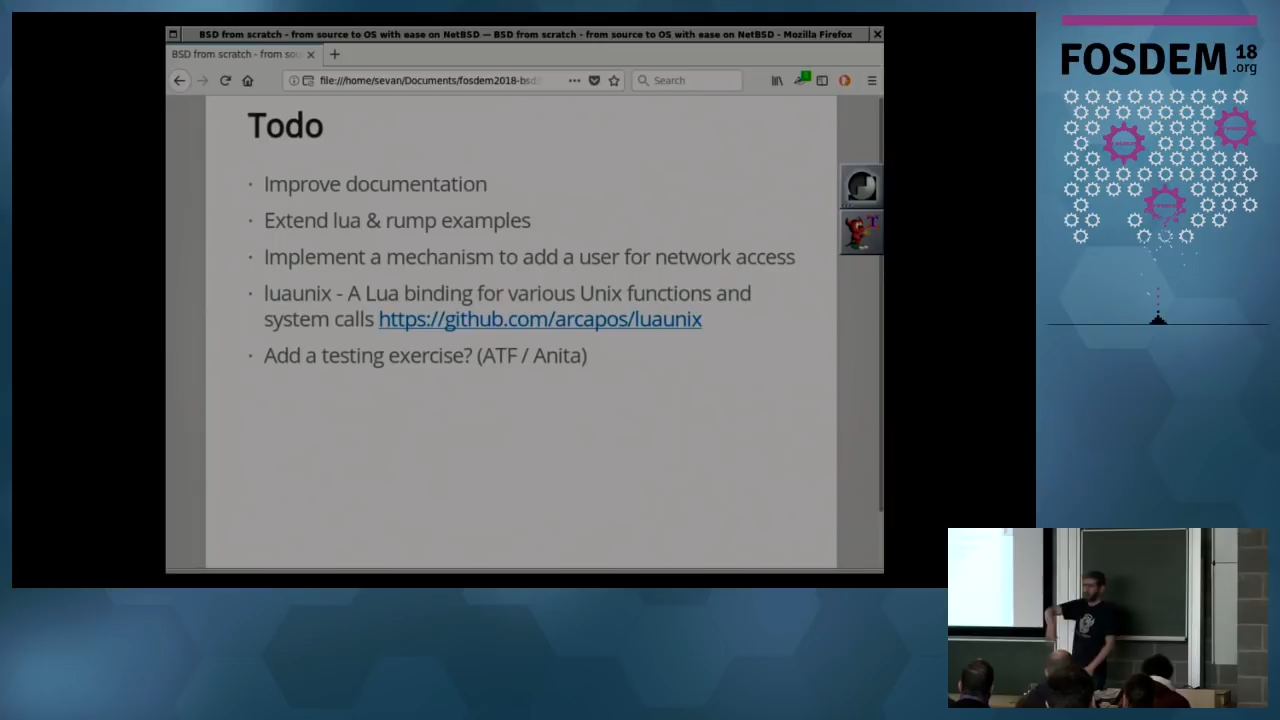 BSD from scratch - from source to OS with ease on NetBSD — BSD from scratch - from source to OS with ease on NetBSD - Mozilla Firefox
BSD from scratch - from sou
file:///home/sevan/Documents/fosdem2018-bsd
Search
Todo
· Improve documentation
· Extend lua & rump examples
· Implement a mechanism to add a user for network access
· luaunix - A Lua binding for various Unix functions and
system calls https://github.com/arcapos/luaunix
· Add a testing exercise? (ATF / Anita)
FOSDEM 18
.org